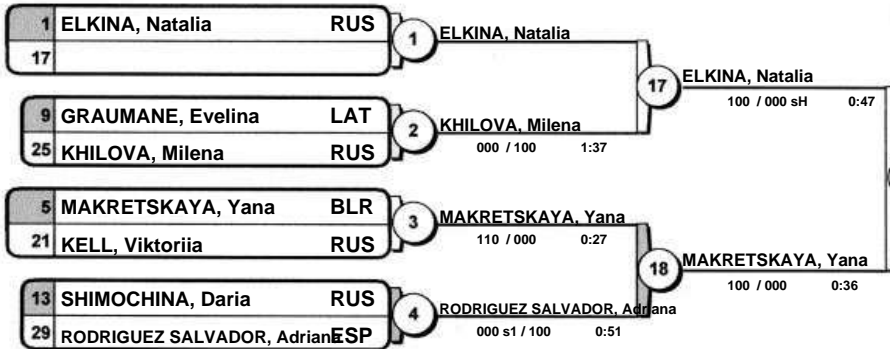 1 ELKINA, Natalia RUS
17
1 ELKINA, Natalia
9 GRAUMANE, Evelina LAT
25 KHILOVA, Milena RUS
2 KHILOVA, Milena
000 / 100 1:37
17 ELKINA, Natalia
100 / 000 sH 0:47
5 MAKRETSKAYA, Yana BLR
21 KELL, Viktoriia RUS
3 MAKRETSKAYA, Yana
110 / 000 0:27
13 SHIMOCHINA, Daria RUS
29 RODRIGUEZ SALVADOR, Adriana ESP
4 RODRIGUEZ SALVADOR, Adriana
000 s1 / 100 0:51
18 MAKRETSKAYA, Yana
100 / 000 0:36